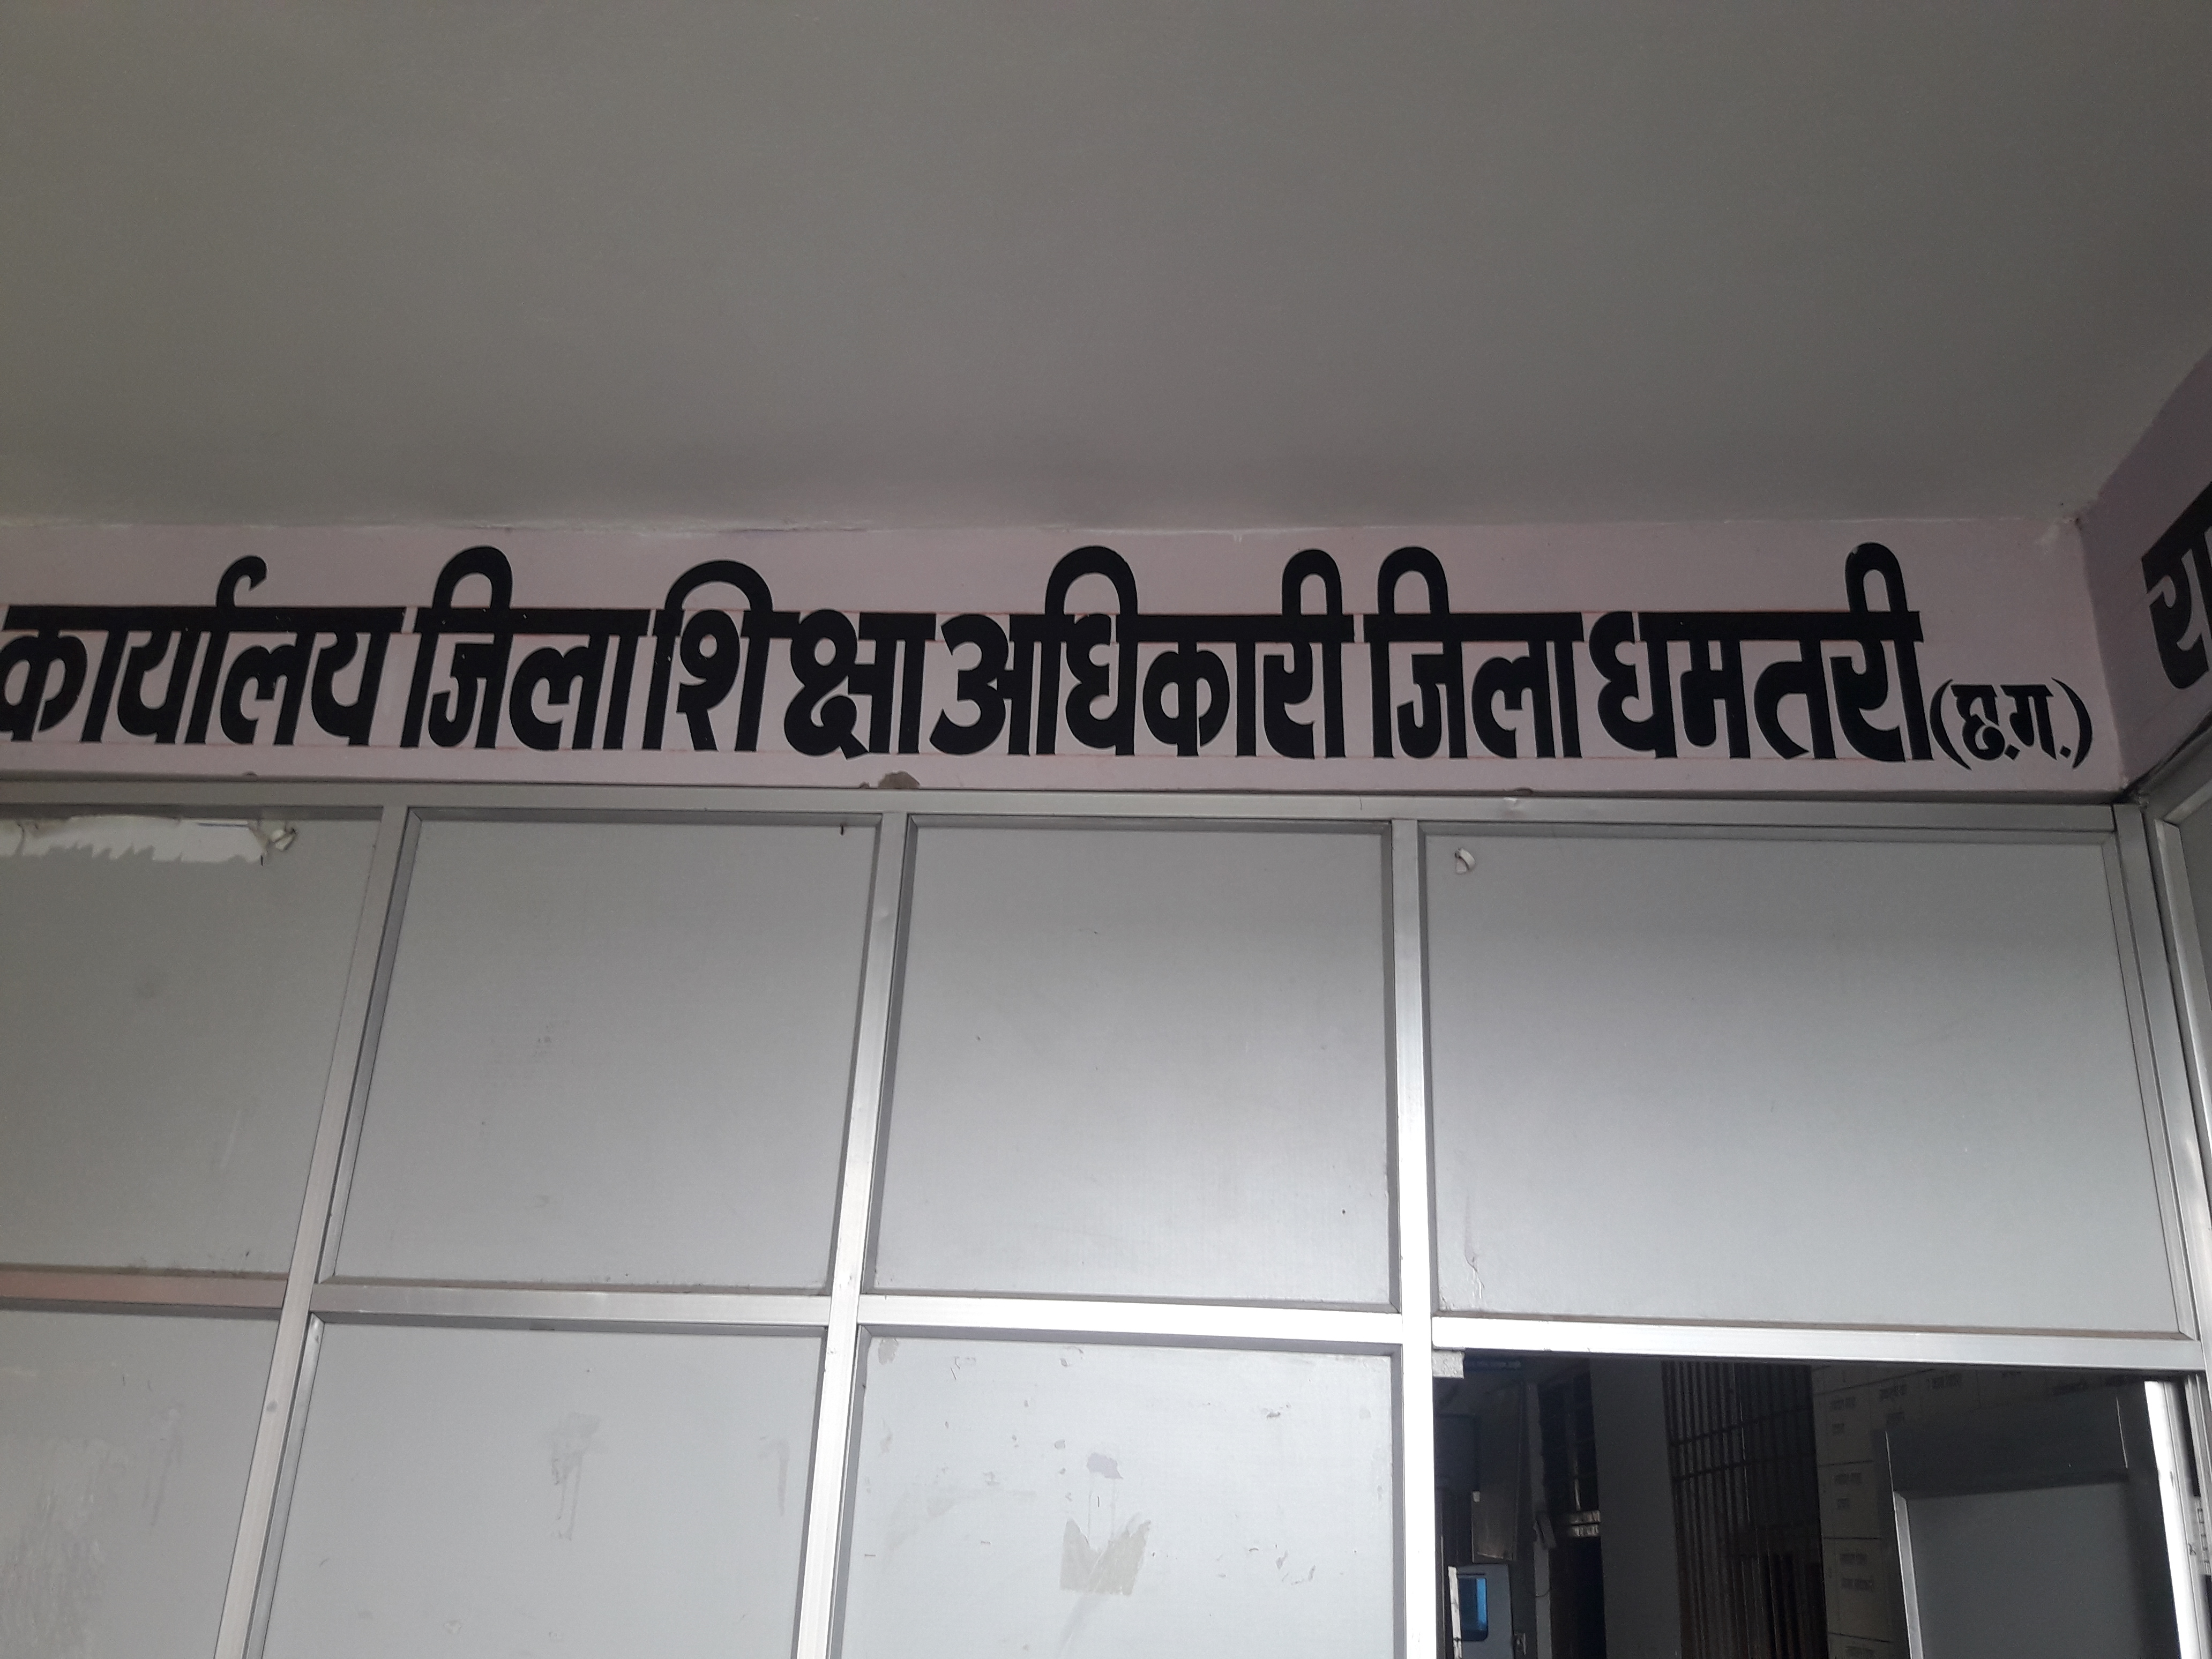 कार्यालय जिला शिक्षा अधिकारी जिला धमतरी (छ.ग.)